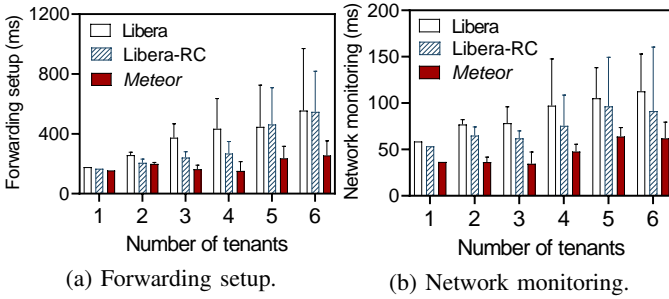 Forwarding setup (ms)
1200
800
400
0
Libera
Libera-RC
Meteor
1 2 3 4 5 6
Number of tenants
(a) Forwarding setup.
Network monitoring (ms)
200
150
100
50
0
Libera
Libera-RC
Meteor
1 2 3 4 5 6
Number of tenants
(b) Network monitoring.